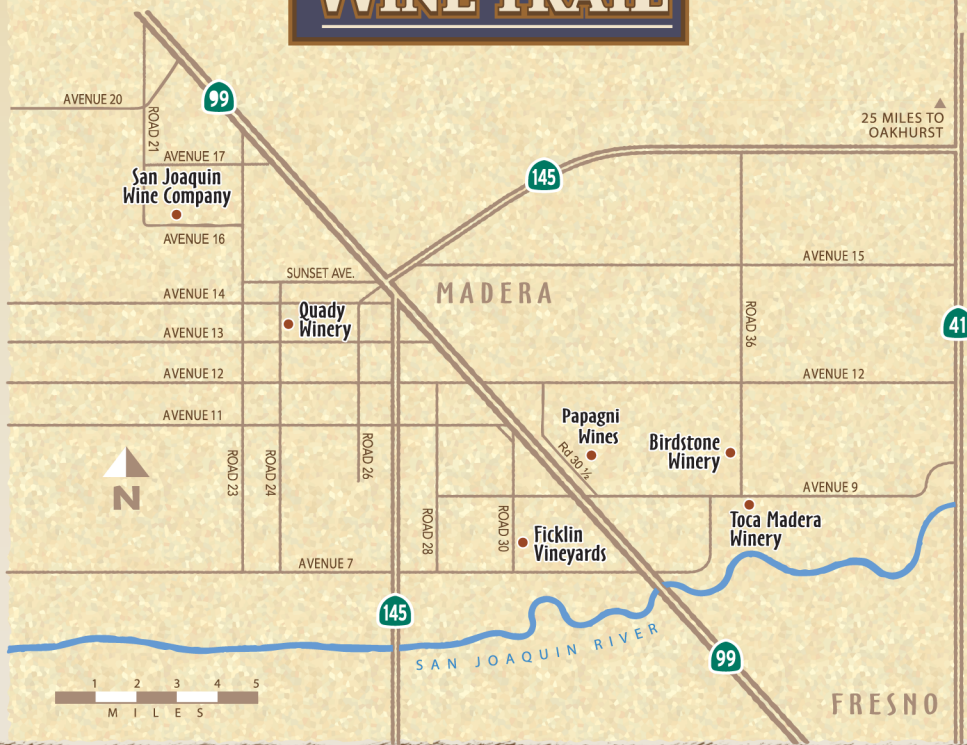 WINE TRAIL
99
AVENUE 20
ROAD 21
25 MILES TO
OAKHURST
AVENUE 17
San Joaquin
Wine Company
145
AVENUE 16
AVENUE 15
SUNSET AVE.
AVENUE 14
MADERA
Quady
Winery
ROAD 36
41
AVENUE 13
AVENUE 12
AVENUE 12
AVENUE 11
Papagni
Wines
Birdstone
Winery
Rd 30 ½
ROAD 23
ROAD 24
ROAD 26
N
AVENUE 9
ROAD 28
ROAD 30
Ficklin
Vineyards
Toca Madera
Winery
AVENUE 7
145
SAN JOAQUIN RIVER
99
1 2 3 4 5
MILES
FRESNO